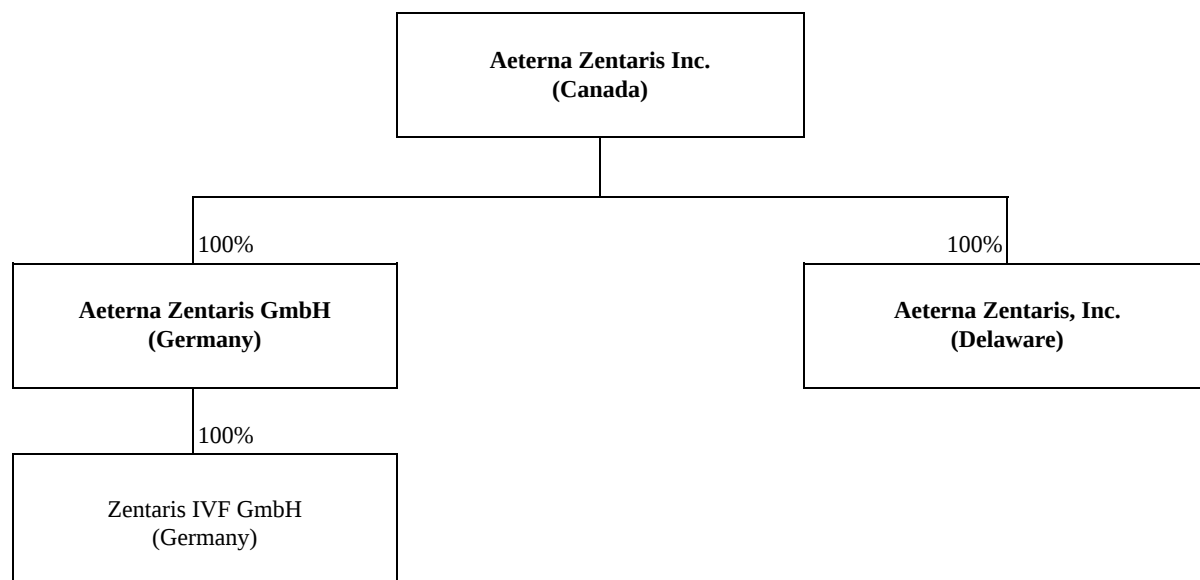 Aeterna Zentaris Inc.
(Canada)
100%
100%
Aeterna Zentaris GmbH
(Germany)
Aeterna Zentaris, Inc.
(Delaware)
100%
Zentaris IVF GmbH
(Germany)